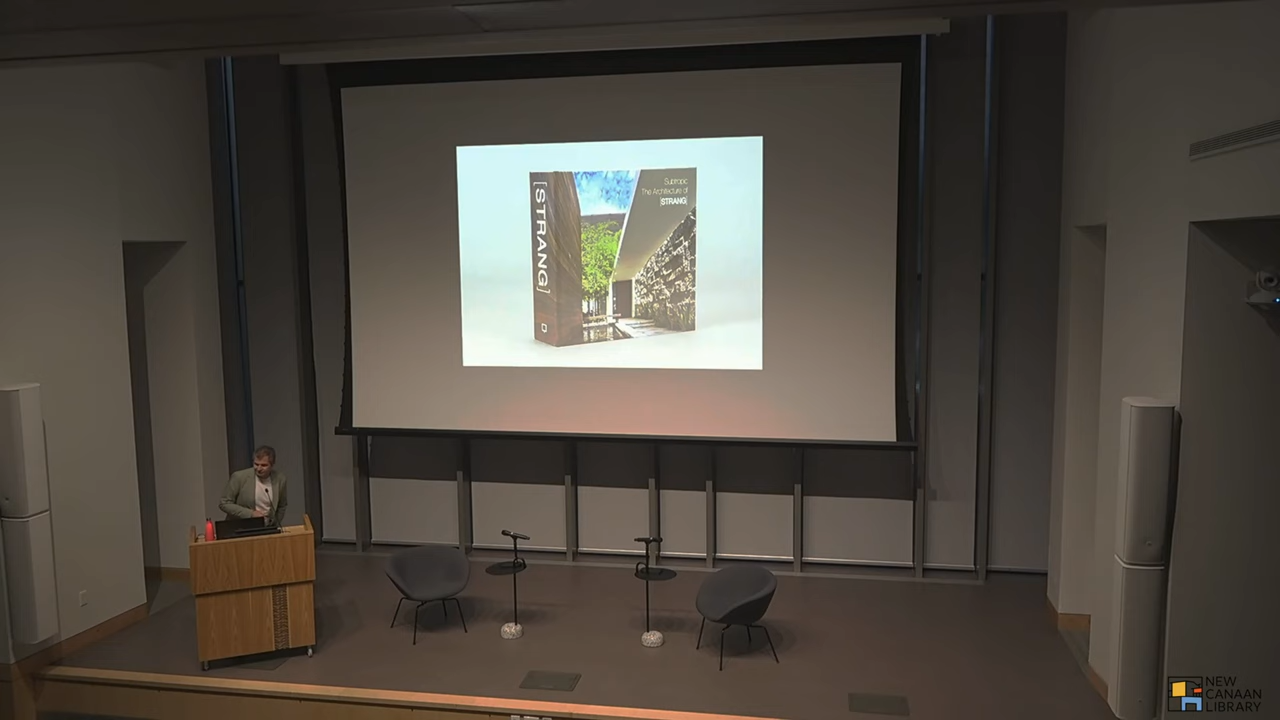 [STRANG]
D
Subtropic
The Architecture of
[STRANG]
NEW
CANAAN
LIBRARY